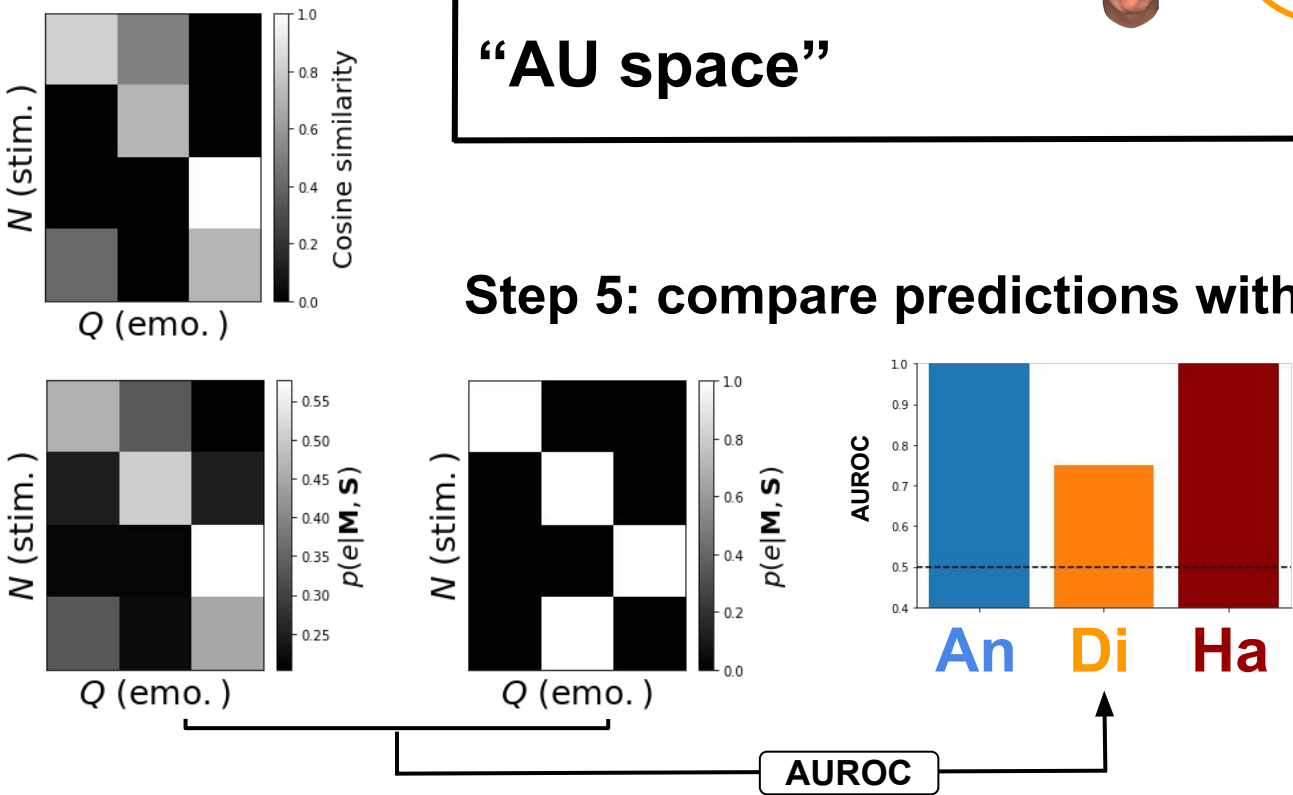 1.0
0.8
0.6
0.4
0.2
0.0
Cosine similarity
N (stim. )
Q (emo. )
“AU space”
Step 5: compare predictions with
0.55
0.50
0.45
0.40
0.35
0.30
0.25
p(e|M, S)
N (stim. )
Q (emo. )
1.0
0.8
0.6
0.4
0.2
0.0
p(e|M, S)
N (stim. )
Q (emo. )
1.0
0.9
0.8
0.7
0.6
0.5
0.4
AUROC
An Di Ha
AUROC